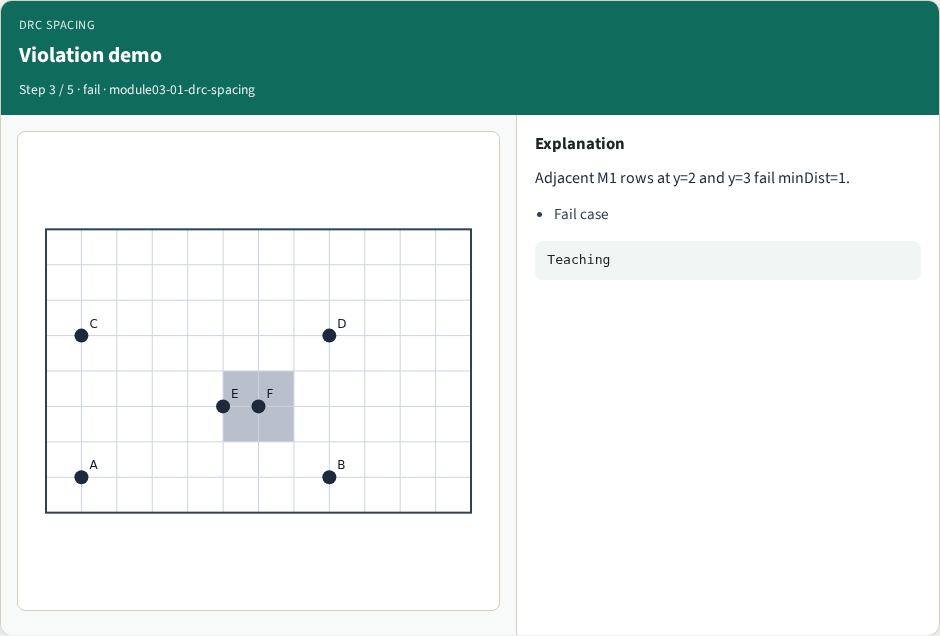 DRC SPACING
Violation demo
Step 3 / 5 · fail · module03-01-drc-spacing
C
D
E
F
A
B
Explanation
Adjacent M1 rows at y=2 and y=3 fail minDist=1.
• Fail case
Teaching